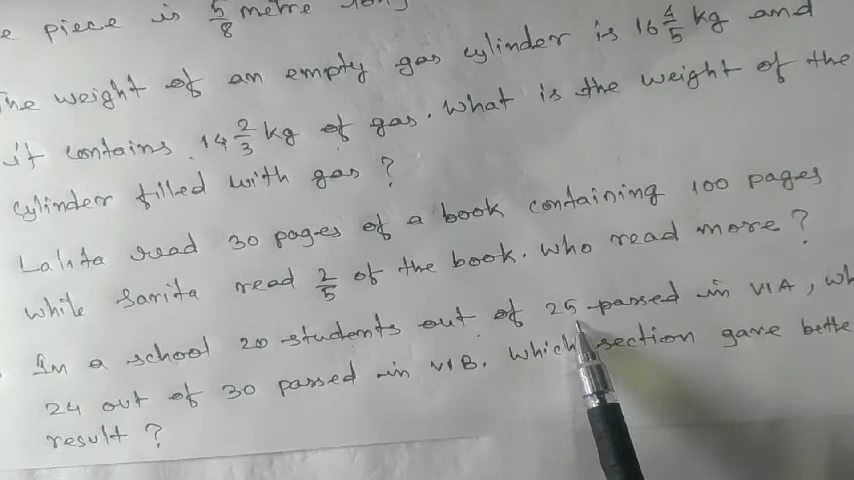 e piece is 5/8 metre long
The weight of an empty gas cylinder is 16 4/5 kg and
it contains 14 2/3 kg of gas. What is the weight of the
cylinder filled with gas?
Lalita read 30 pages of a book containing 100 pages
while Sarita read 2/5 of the book. Who read more?
In a school 20 students out of 25 passed in VIA, wh
24 out of 30 passed in VIB. Which section gave bette
result?